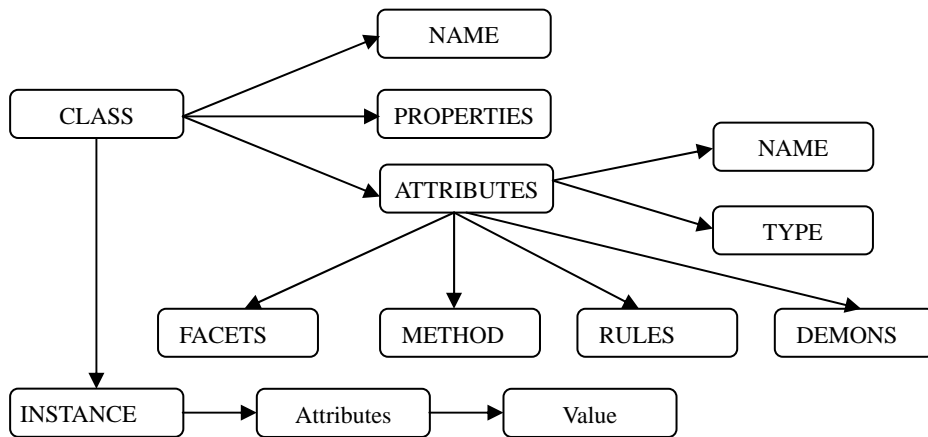 NAME
CLASS
PROPERTIES
NAME
ATTRIBUTES
TYPE
FACETS
METHOD
RULES
DEMONS
INSTANCE
Attributes
Value